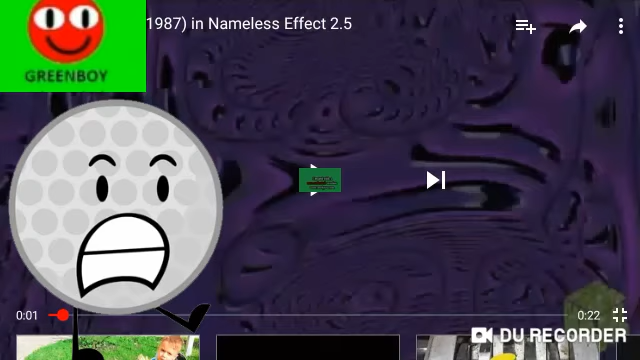 1987) in Nameless Effect 2.5
GREENBOY
0:01
0:22
DU RECORDER